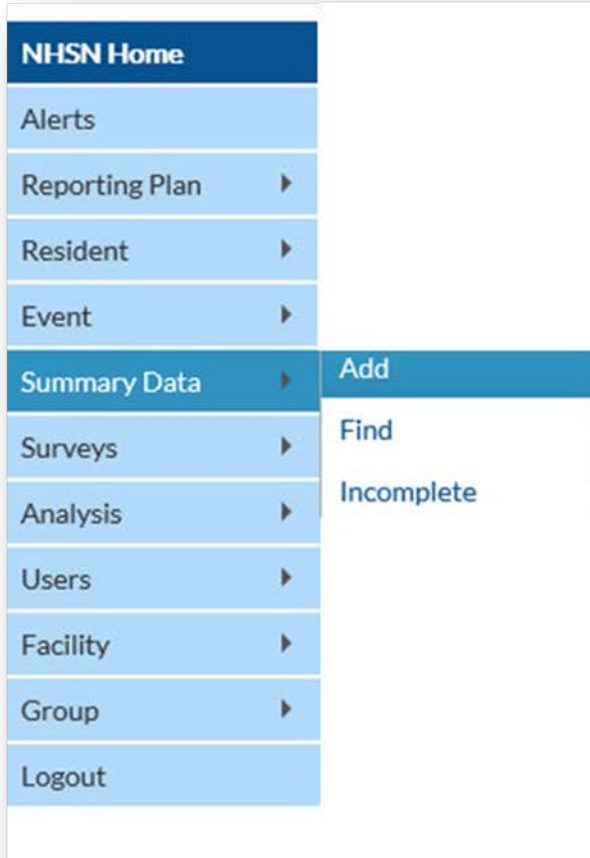 NHSN Home
Alerts
Reporting Plan
Resident
Event
Summary Data
Add
Find
Incomplete
Surveys
Analysis
Users
Facility
Group
Logout